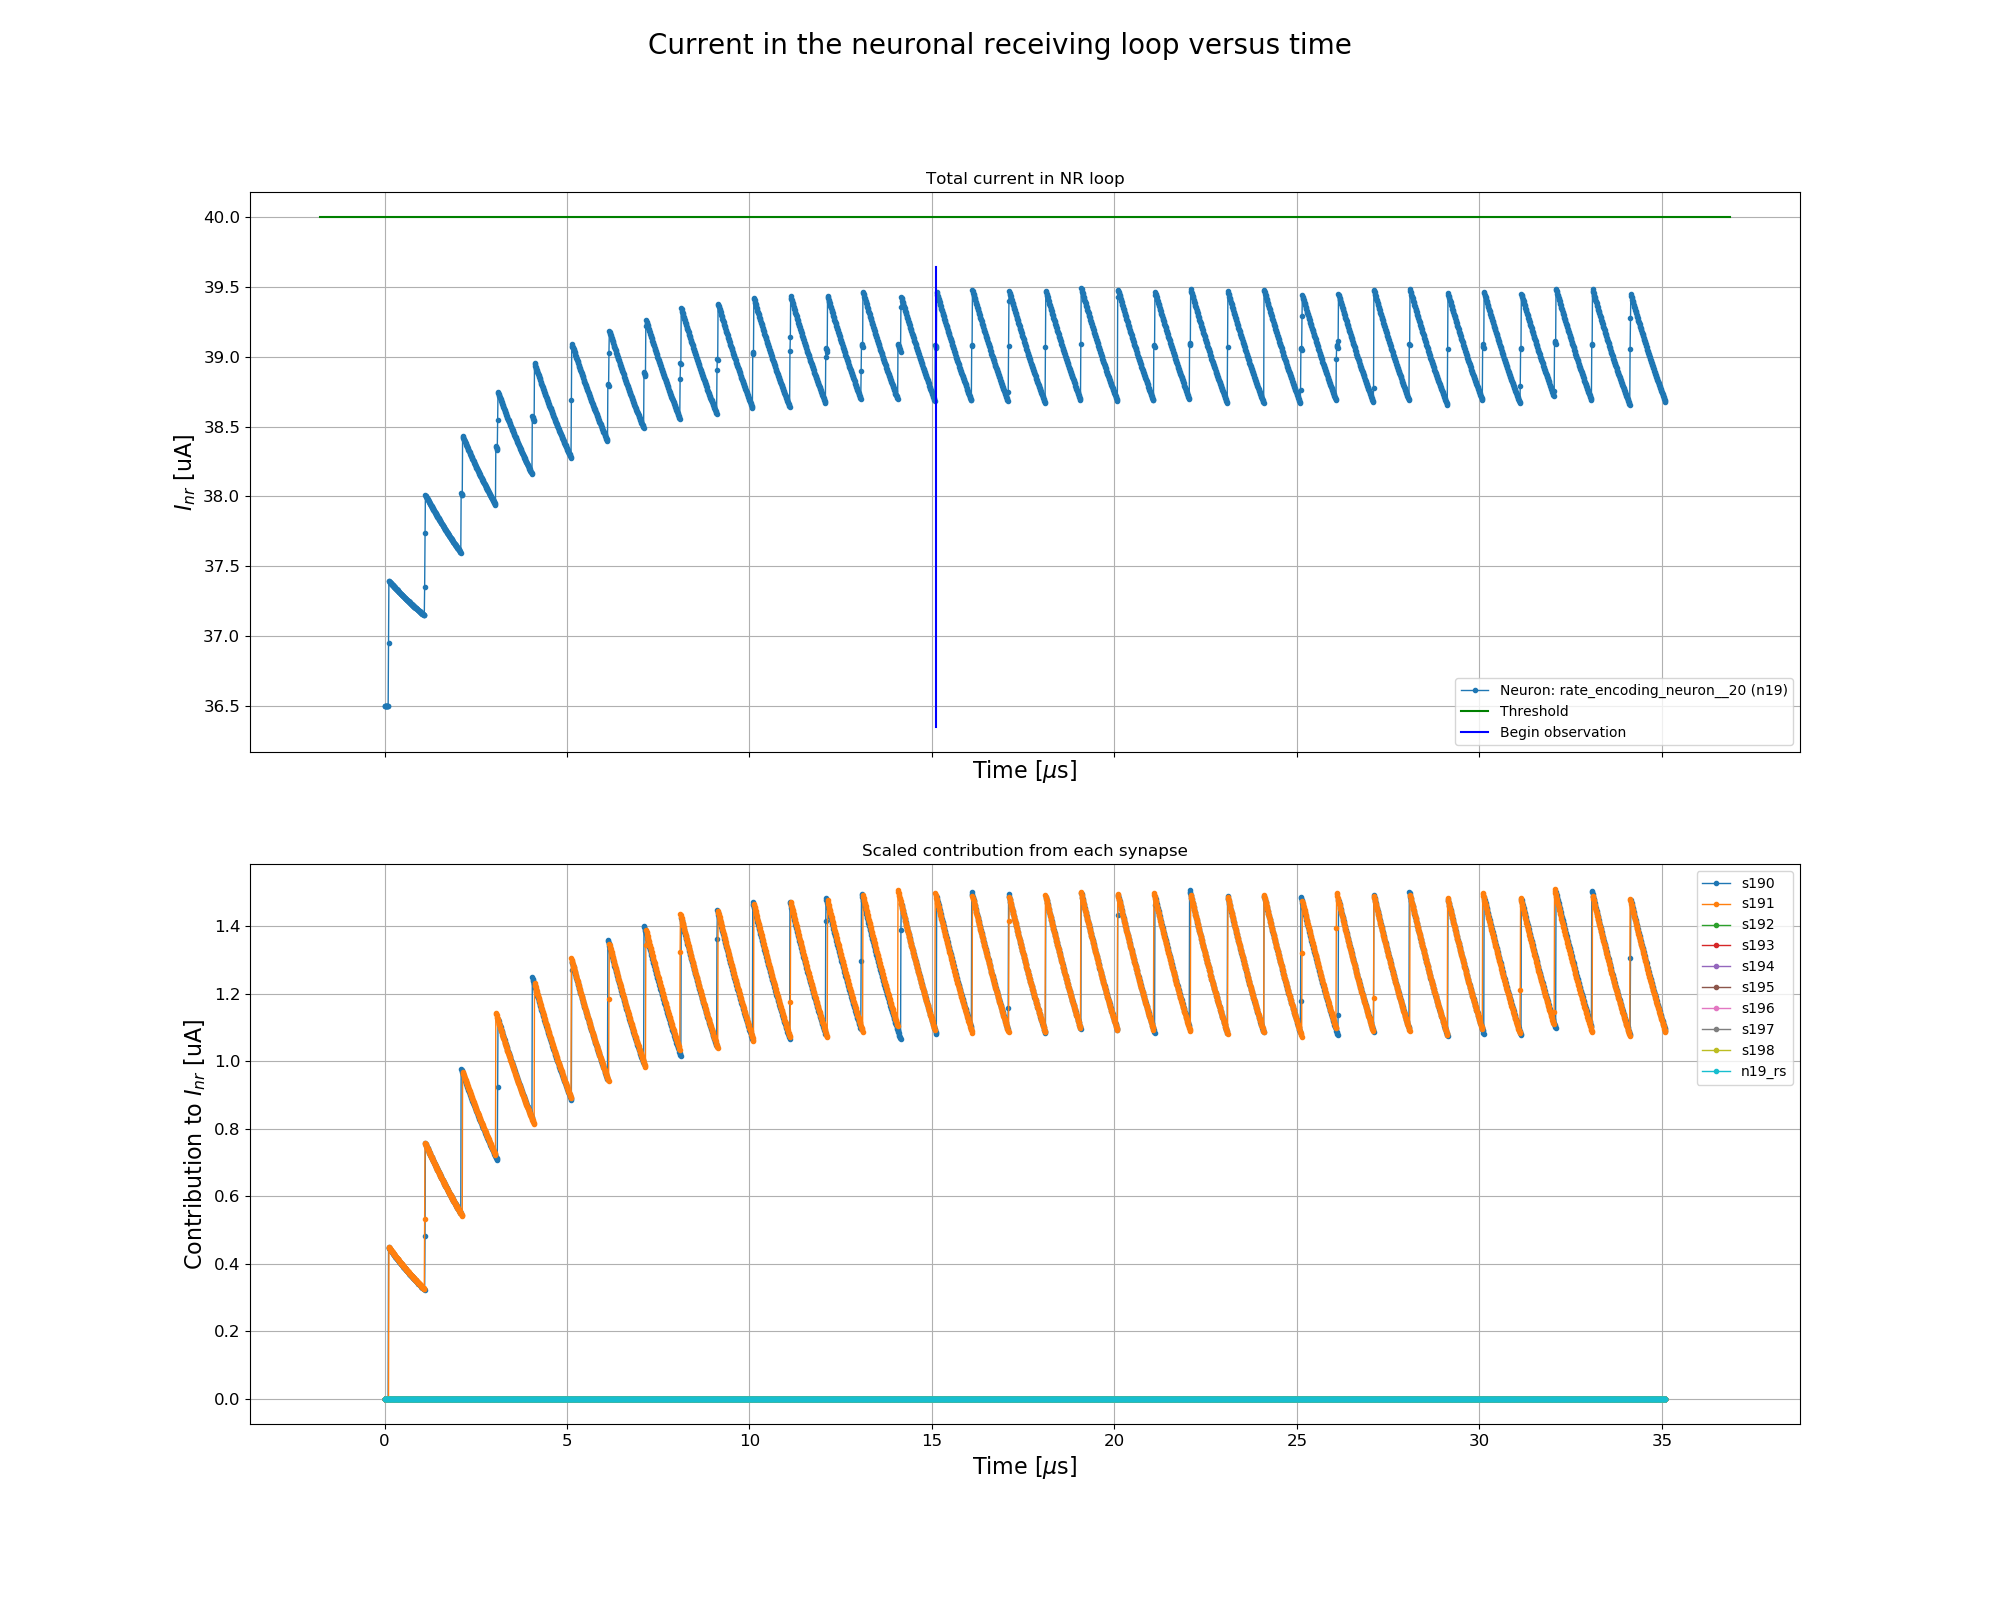 Current in the neuronal receiving loop versus time
Total current in NR loop
40.0
39.5
39.0
38.5
38.0
37.5
37.0
36.5
I_nr [uA]
Neuron: rate_encoding_neuron__20 (n19)
Threshold
Begin observation
Time [μs]
Scaled contribution from each synapse
1.4
1.2
1.0
0.8
0.6
0.4
0.2
0.0
Contribution to I_nr [uA]
s190
s191
s192
s193
s194
s195
s196
s197
s198
n19_rs
0 5 10 15 20 25 30 35
Time [μs]